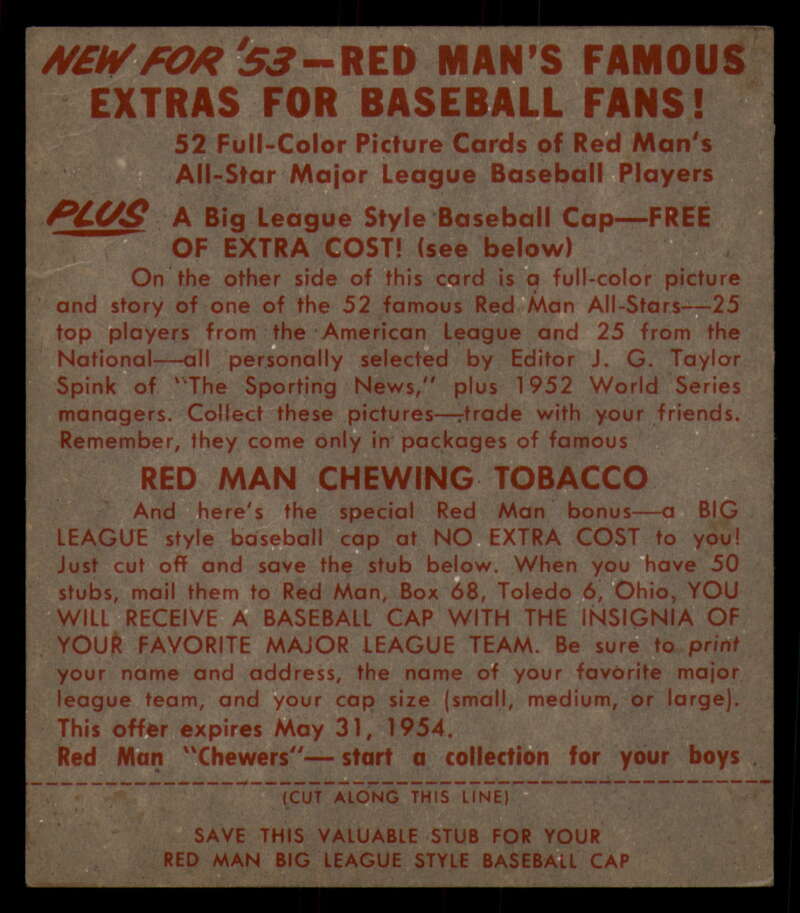 NEW FOR '53—RED MAN'S FAMOUS
EXTRAS FOR BASEBALL FANS!
52 Full-Color Picture Cards of Red Man's
All-Star Major League Baseball Players
PLUS A Big League Style Baseball Cap—FREE
OF EXTRA COST! (see below)
On the other side of this card is a full-color picture
and story of one of the 52 famous Red Man All-Stars—25
top players from the American League and 25 from the
National—all personally selected by Editor J. G. Taylor
Spink of "The Sporting News," plus 1952 World Series
managers. Collect these pictures—trade with your friends.
Remember, they come only in packages of famous
RED MAN CHEWING TOBACCO
And here's the special Red Man bonus—a BIG
LEAGUE style baseball cap at NO EXTRA COST to you!
Just cut off and save the stub below. When you have 50
stubs, mail them to Red Man, Box 68, Toledo 6, Ohio, YOU
WILL RECEIVE A BASEBALL CAP WITH THE INSIGNIA OF
YOUR FAVORITE MAJOR LEAGUE TEAM. Be sure to print
your name and address, the name of your favorite major
league team, and your cap size (small, medium, or large).
This offer expires May 31, 1954.
Red Man "Chewers"—start a collection for your boys
(CUT ALONG THIS LINE)
SAVE THIS VALUABLE STUB FOR YOUR
RED MAN BIG LEAGUE STYLE BASEBALL CAP